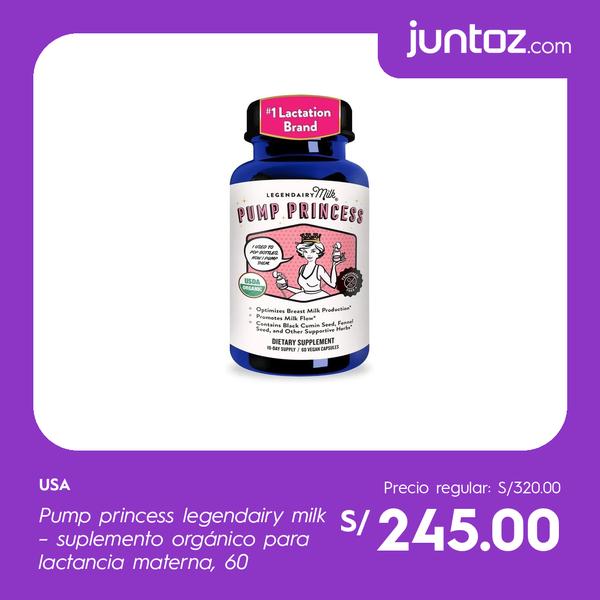 juntoz.com
#1 Lactation
Brand
LEGENDAIRY Milk®
PUMP PRINCESS
I USED TO
POP BOTTLES,
NOW I PUMP
THEM.
USDA
ORGANIC
Optimizes Breast Milk Production*
Promotes Milk Flow*
Contains Black Cumin Seed, Fennel
Seed, and Other Supportive Herbs*
DIETARY SUPPLEMENT
10-DAY SUPPLY / 60 VEGAN CAPSULES
USA
Precio regular: S/320.00
Pump princess legendairy milk
- suplemento orgánico para
lactancia materna, 60
S/ 245.00